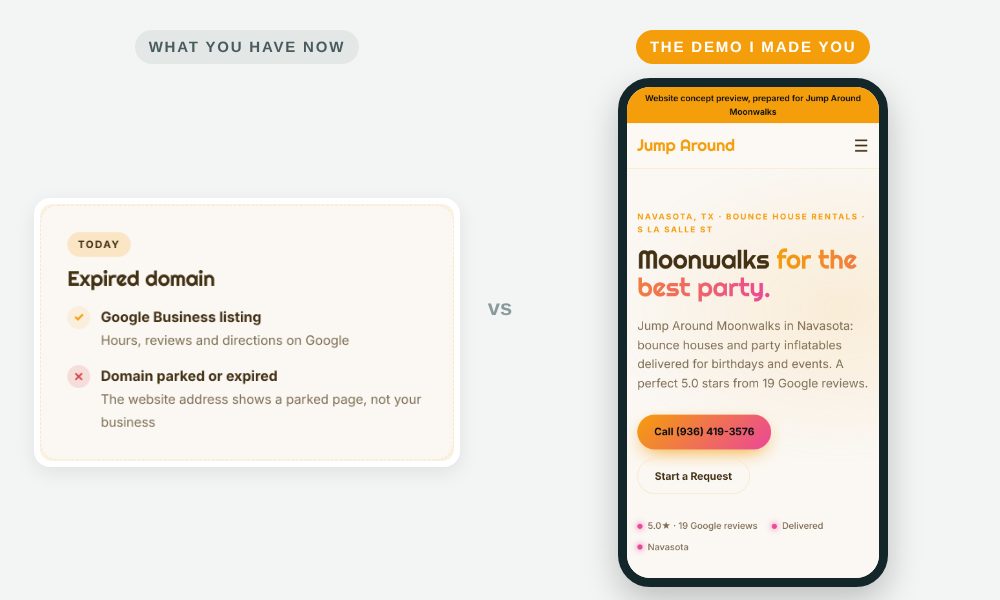 WHAT YOU HAVE NOW
TODAY
Expired domain
Google Business listing
Hours, reviews and directions on Google
Domain parked or expired
The website address shows a parked page, not your
business
vs
THE DEMO I MADE YOU
Website concept preview, prepared for Jump Around
Moonwalks
Jump Around
NAVASOTA, TX · BOUNCE HOUSE RENTALS ·
S LA SALLE ST
Moonwalks for the
best party.
Jump Around Moonwalks in Navasota:
bounce houses and party inflatables
delivered for birthdays and events. A
perfect 5.0 stars from 19 Google reviews.
Call (936) 419-3576
Start a Request
5.0★ · 19 Google reviews
Delivered
Navasota